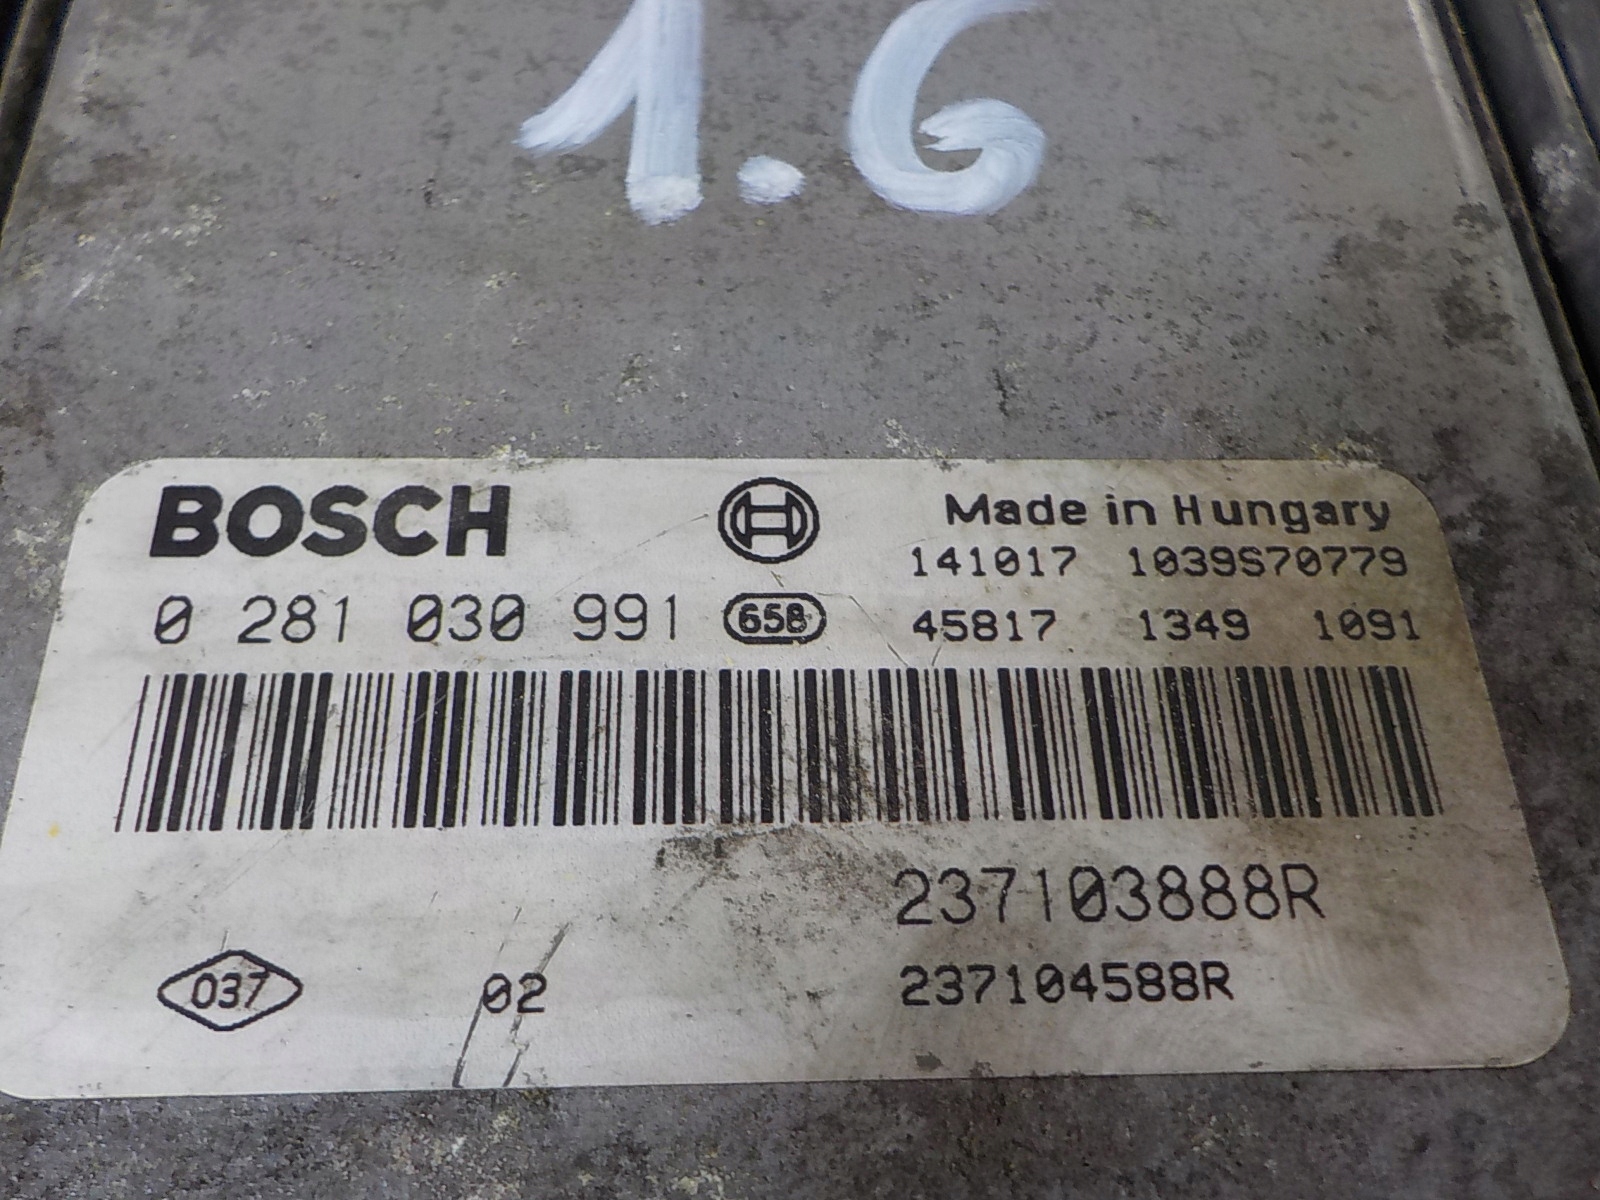 1.6
BOSCH
Made in Hungary
141017 1039S70779
0 281 030 991 658 45817 1349 1091
237103888R
037 02 237104588R